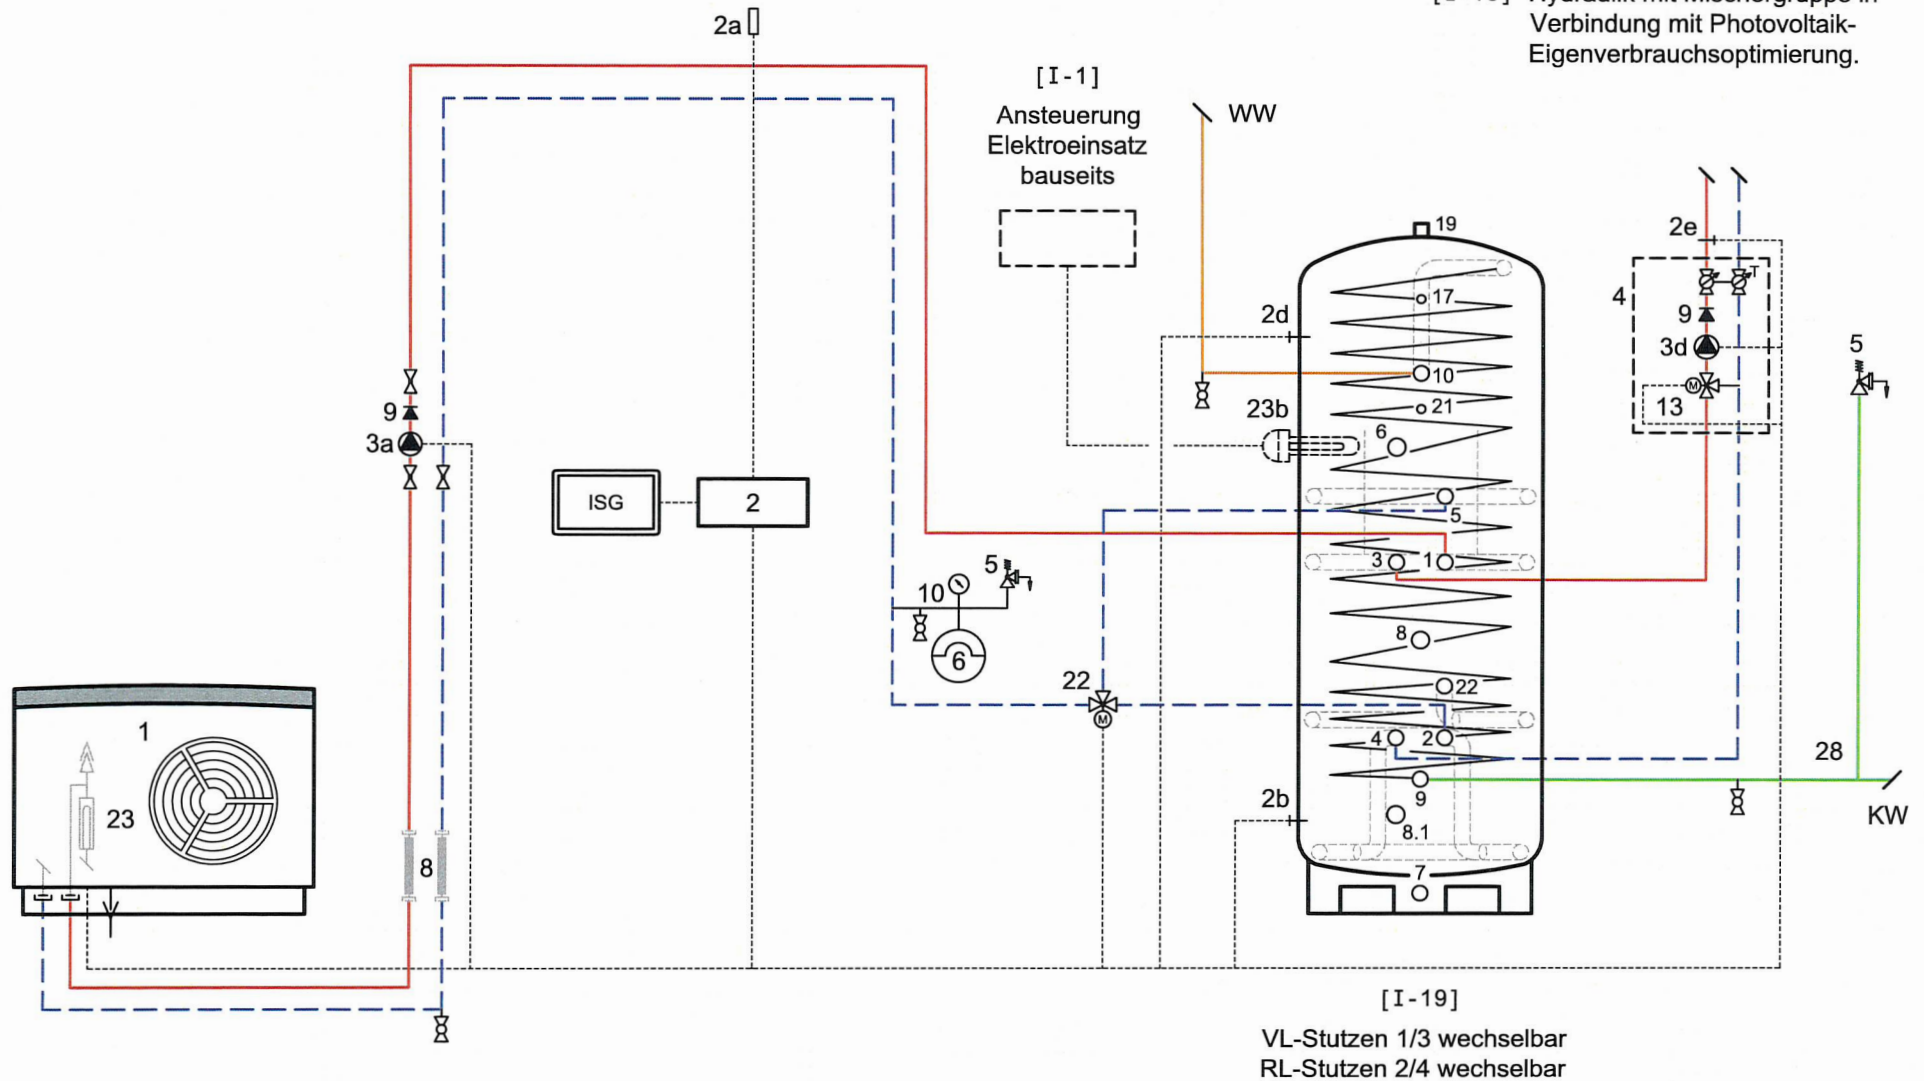 2a
Verbindung mit Photovoltaik-
Eigenverbrauchsoptimierung.
[I-1]
Ansteuerung
Elektroeinsatz
bauseits
WW
19
2e
T
17
4
2d
9
3d
5
10
M
13
9
21
23b
6
3a
ISG
2
5
3
1
5
10
8
6
22
22
M
1
4
2
28
23
9
2b
KW
8.1
8
7
[I-19]
VL-Stutzen 1/3 wechselbar
RL-Stutzen 2/4 wechselbar